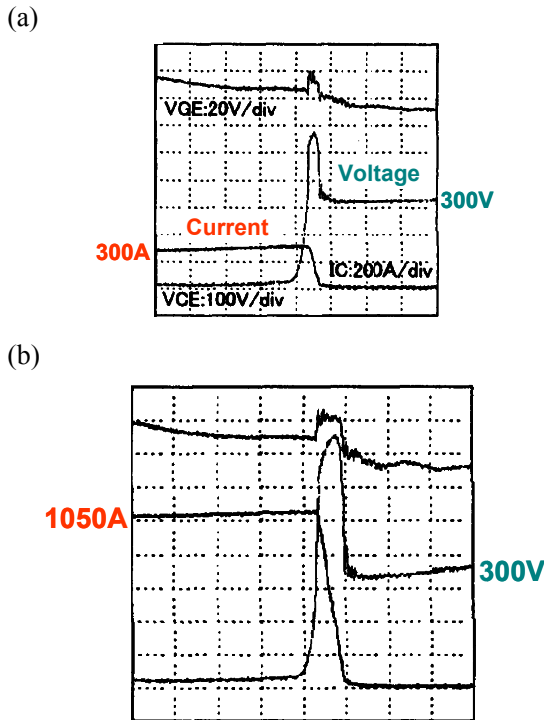 (a)
VGE:20V/div
Voltage
300V
Current
300A
IC:200A/div
VCE:100V/div
(b)
1050A
300V